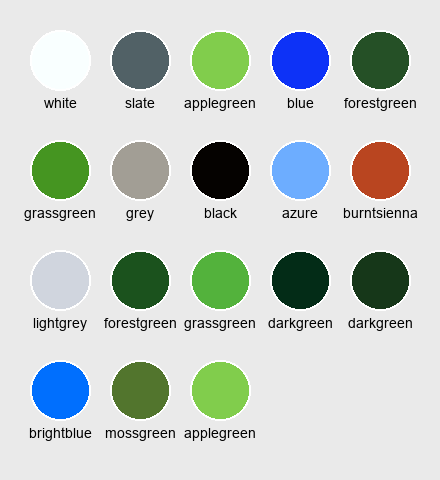 white slate applegreen blue forestgreen
grassgreen grey black azure burntsienna
lightgrey forestgreen grassgreen darkgreen darkgreen
brightblue mossgreen applegreen